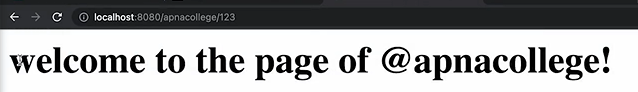 localhost:8080/apnacollege/123
welcome to the page of @apnacollege!